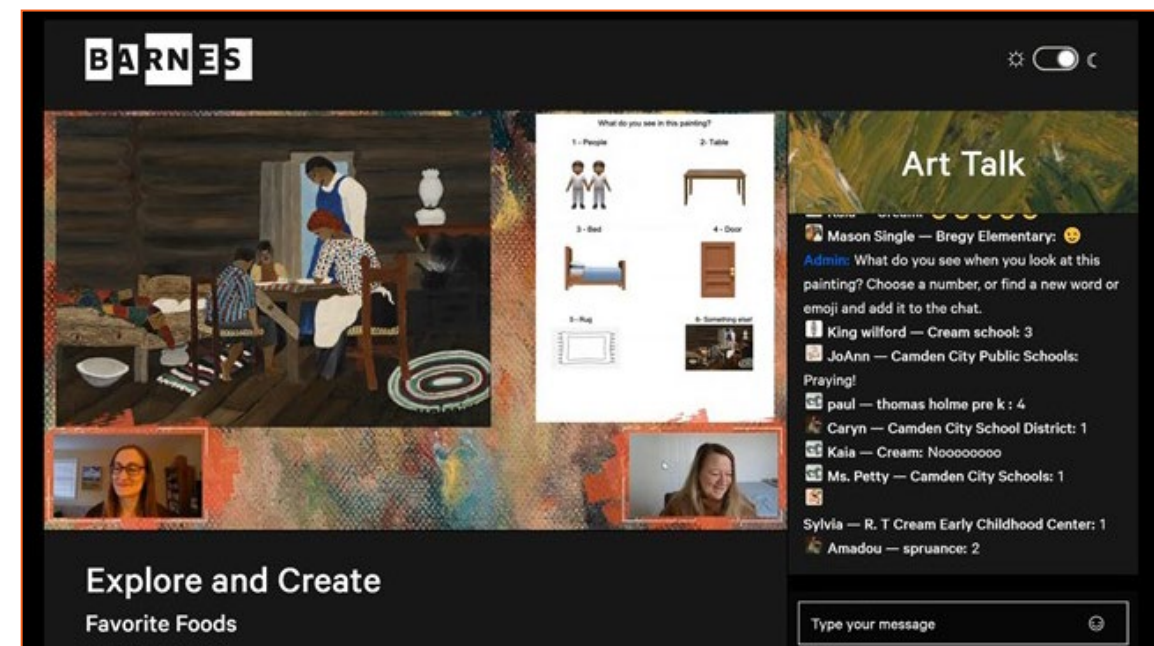 BARNES
What do you see in this painting?
1 - People
2- Table
3 - Bed
4 - Door
5 - Rug
6- Something else!
Art Talk
Mason Single — Bregy Elementary: 😉
Admin: What do you see when you look at this
painting? Choose a number, or find a new word or
emoji and add it to the chat.
King wilford — Cream school: 3
JoAnn — Camden City Public Schools:
Praying!
paul — thomas holme pre k : 4
Caryn — Camden City School District: 1
Kaia — Cream: Noooooooo
Ms. Petty — Camden City Schools: 1
Sylvia — R. T Cream Early Childhood Center: 1
Amadou — spruance: 2
Explore and Create
Favorite Foods
Type your message